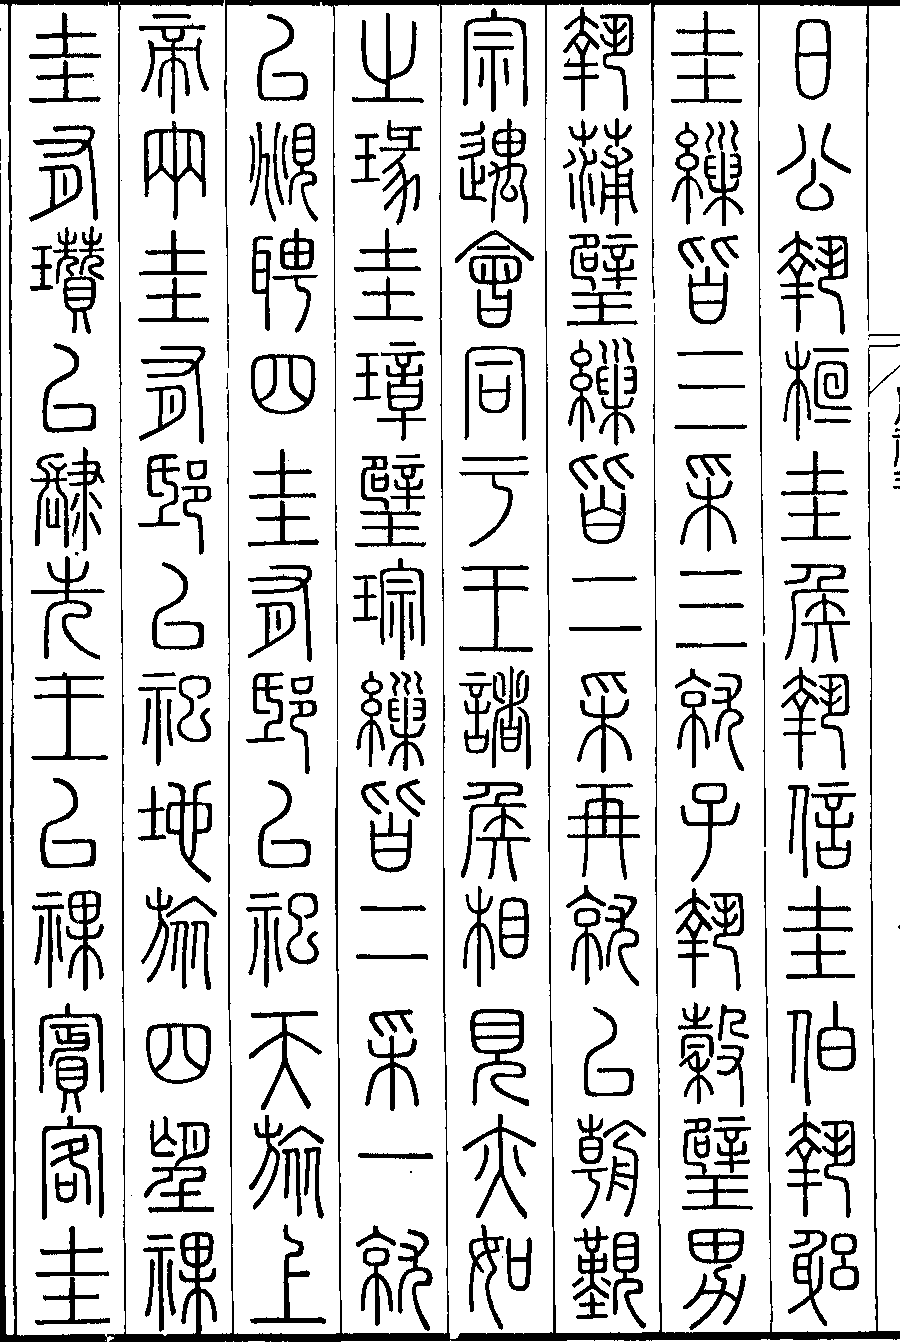 日公執桓圭侯執信圭伯執躬
圭繅皆三采三就子執穀璧男
執蒲璧繅皆二采再就以朝覲
宗遇會同于王諸侯相見亦如
之瑑圭璋璧琮繅皆二采一就
以覜聘四圭有邸以祀天旅上
帝兩圭有邸以祀地旅四望祼
圭有瓚以肆先王以祼賓客圭